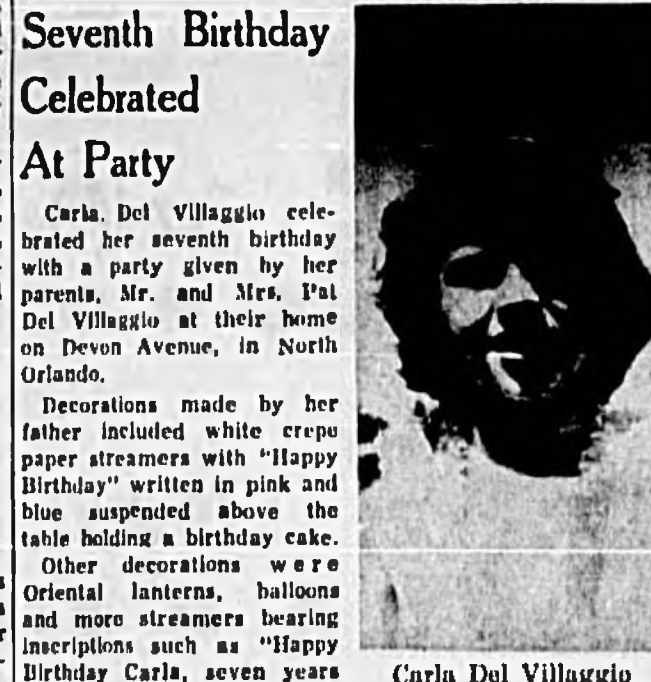 Seventh Birthday
Celebrated
At Party
Carla. Del Villaggio cele-
brated her seventh birthday
with a party given by her
parents, Mr. and Mrs. Pat
Del Villaggio at their home
on Devon Avenue, in North
Orlando.
Decorations made by her
father included white crepe
paper streamers with "Happy
Birthday" written in pink and
blue suspended above the
table holding a birthday cake.
Other decorations were
Oriental lanterns, balloons
and more streamers bearing
inscriptions such as "Happy
Birthday Carla, seven years
Carla Del Villaggio